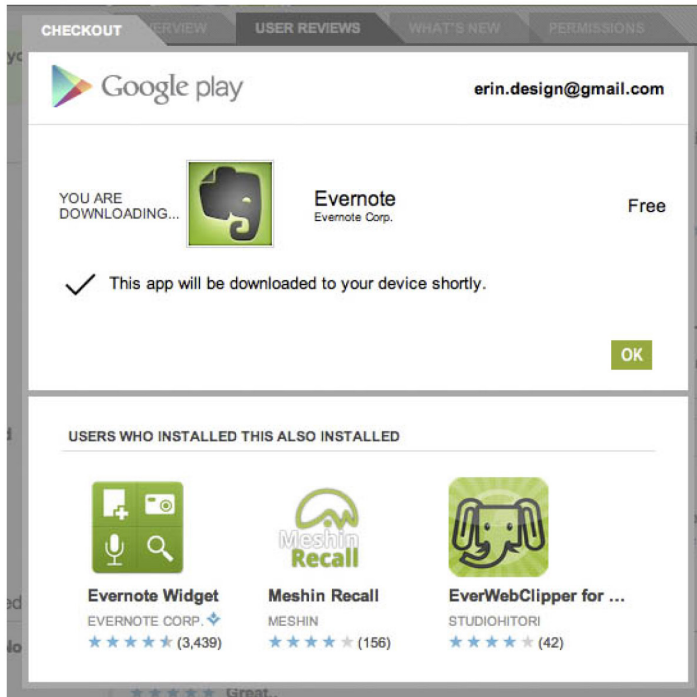 CHECKOUT
ERVIEW
USER REVIEWS
WHAT'S NEW
PERMISSIONS
Google play
erin.design@gmail.com
YOU ARE
DOWNLOADING...
Evernote
Evernote Corp.
Free
This app will be downloaded to your device shortly.
OK
USERS WHO INSTALLED THIS ALSO INSTALLED
Meshin
Recall
Evernote Widget
EVERNOTE CORP.
(3,439)
Meshin Recall
MESHIN
(156)
EverWebClipper for ...
STUDIOHITORI
(42)
Great..